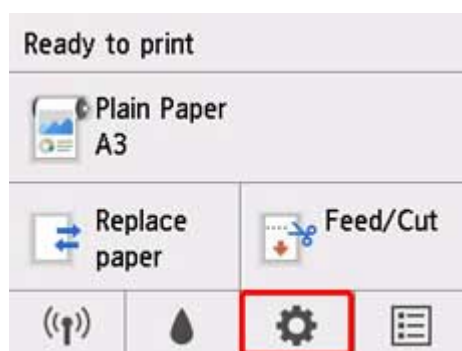 Ready to print
Plain Paper
A3
Replace
paper
Feed/Cut